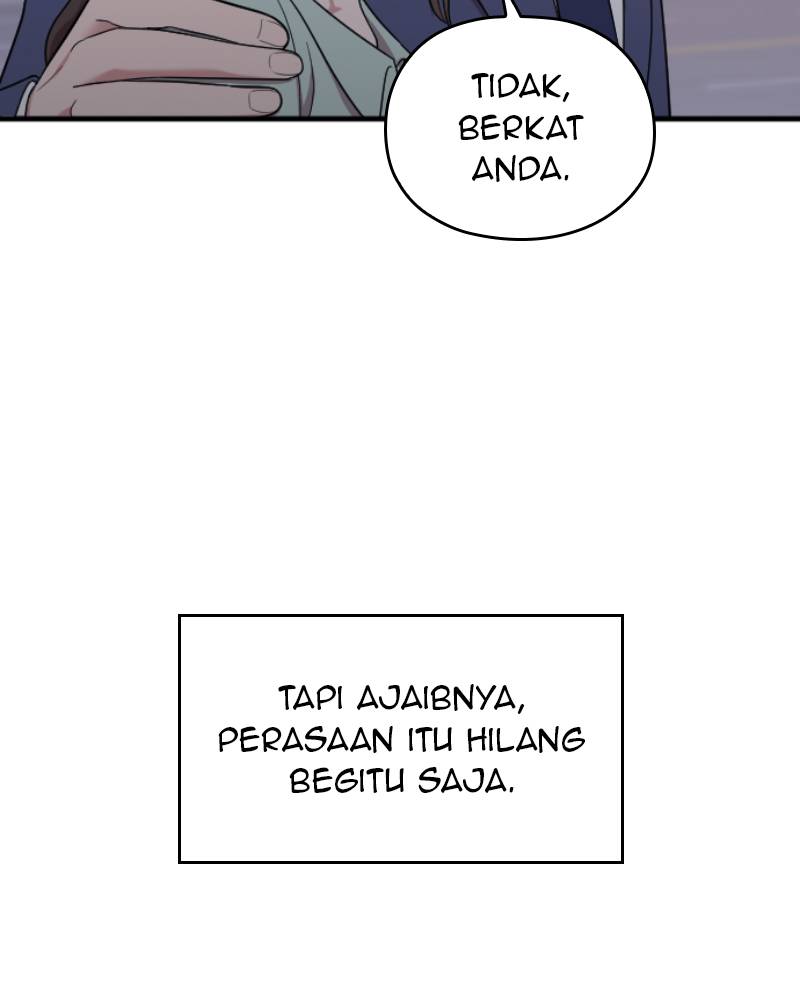 TIDAK,
BERKAT
ANDA.
TAPI AJAIBNYA,
PERASAAN ITU HILANG
BEGITU SAJA.